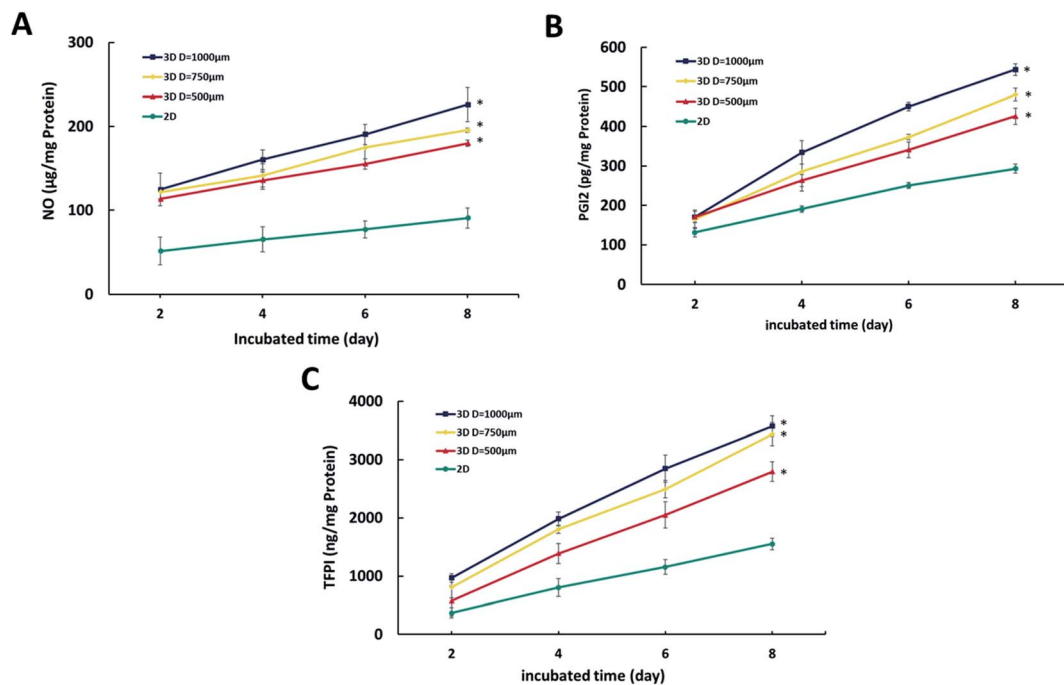 A
NO (µg/mg Protein)
300
200
100
0
3D D=1000µm
3D D=750µm
3D D=500µm
2D
*
*
*
2 4 6 8
Incubated time (day)
B
PGI2 (pg/mg Protein)
600
500
400
300
200
100
0
3D D=1000µm
3D D=750µm
3D D=500µm
2D
*
*
*
2 4 6 8
incubated time (day)
C
TFPI (ng/mg Protein)
4000
3000
2000
1000
0
3D D=1000µm
3D D=750µm
3D D=500µm
2D
*
*
*
2 4 6 8
incubated time (day)